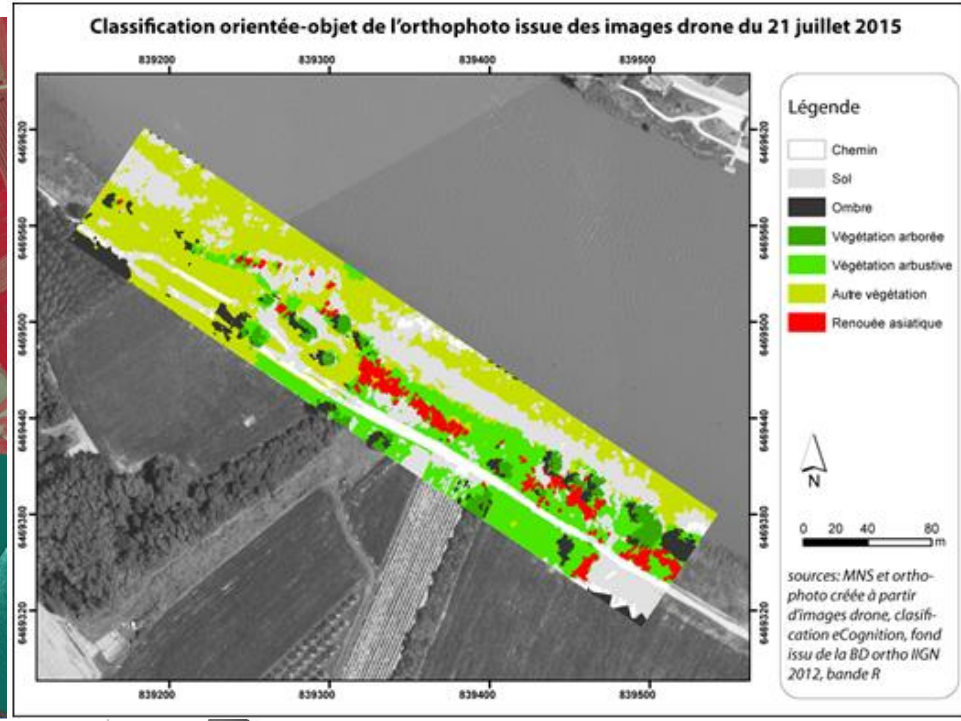 Classification orientée-objet de l'orthophoto issue des images drone du 21 juillet 2015
839200 839300 839400 839500
6469620 6469620
6469560 6469560
6469500 6469500
6469440 6469440
6469380 6469380
6469320 6469320
839200 839300 839400 839500
Légende
Chemin
Sol
Ombre
Végétation arborée
Végétation arbustive
Autre végétation
Renouée asiatique
N
0 20 40 80
m
sources: MNS et ortho-
photo créée à partir
d'images drone, clasifi-
cation eCognition, fond
issu de la BD ortho IIGN
2012, bande R